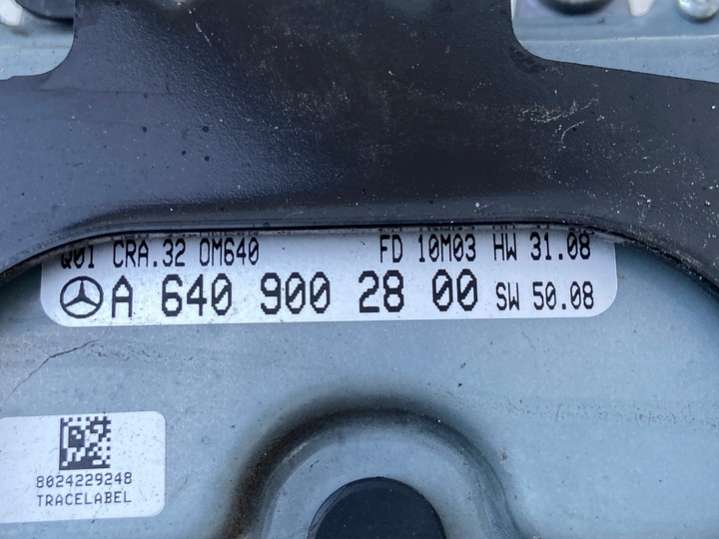 Q01 CRA.32 OM640 FD 10M03 HW 31.08
A 640 900 28 00 SW 50.08
8024229248
TRACELABEL